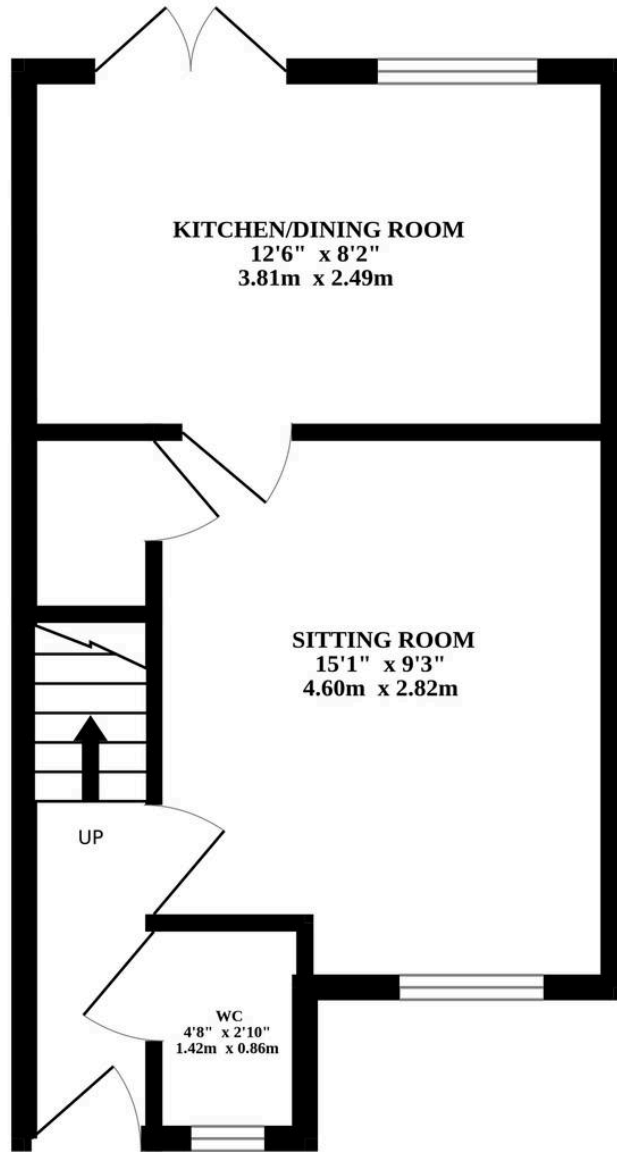 KITCHEN/DINING ROOM
12'6" x 8'2"
3.81m x 2.49m
SITTING ROOM
15'1" x 9'3"
4.60m x 2.82m
UP
WC
4'8" x 2'10"
1.42m x 0.86m